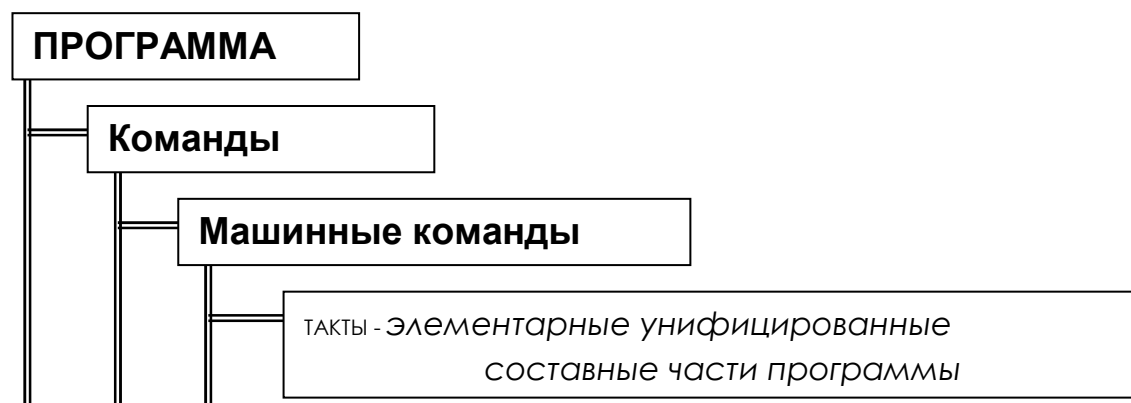 ПРОГРАММА
Команды
Машинные команды
ТАКТЫ - элементарные унифицированные
составные части программы